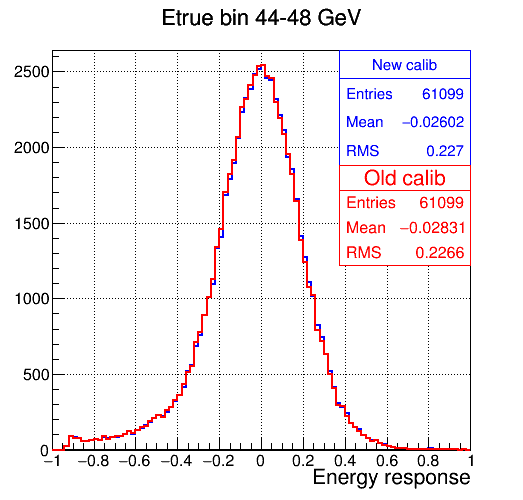 Etrue bin 44-48 GeV
New calib
Entries 61099
Mean −0.02602
RMS 0.227
Old calib
Entries 61099
Mean −0.02831
RMS 0.2266
2500
2000
1500
1000
500
0
−1 −0.8 −0.6 −0.4 −0.2 0 0.2 0.4 0.6 0.8 1
Energy response